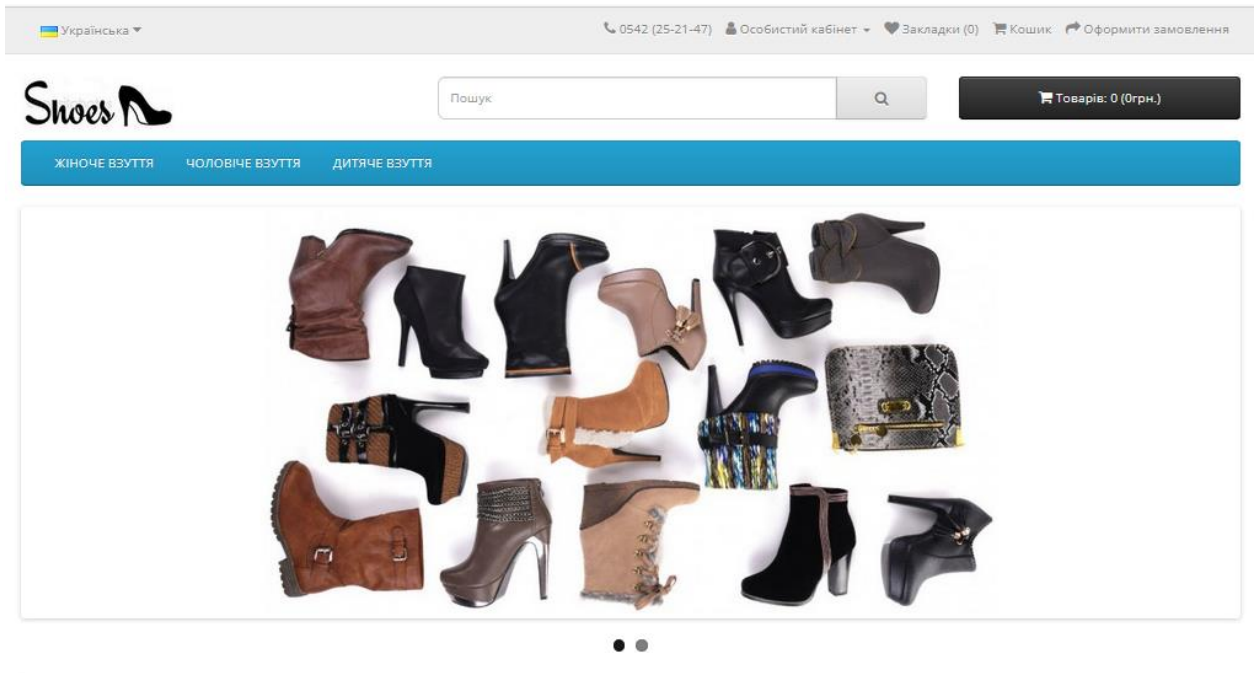 Українська
0542 (25-21-47) Особистий кабінет Закладки (0) Кошик Оформити замовлення
Shoes
Пошук
Товарів: 0 (0грн.)
ЖІНОЧЕ ВЗУТТЯ ЧОЛОВІЧЕ ВЗУТТЯ ДИТЯЧЕ ВЗУТТЯ